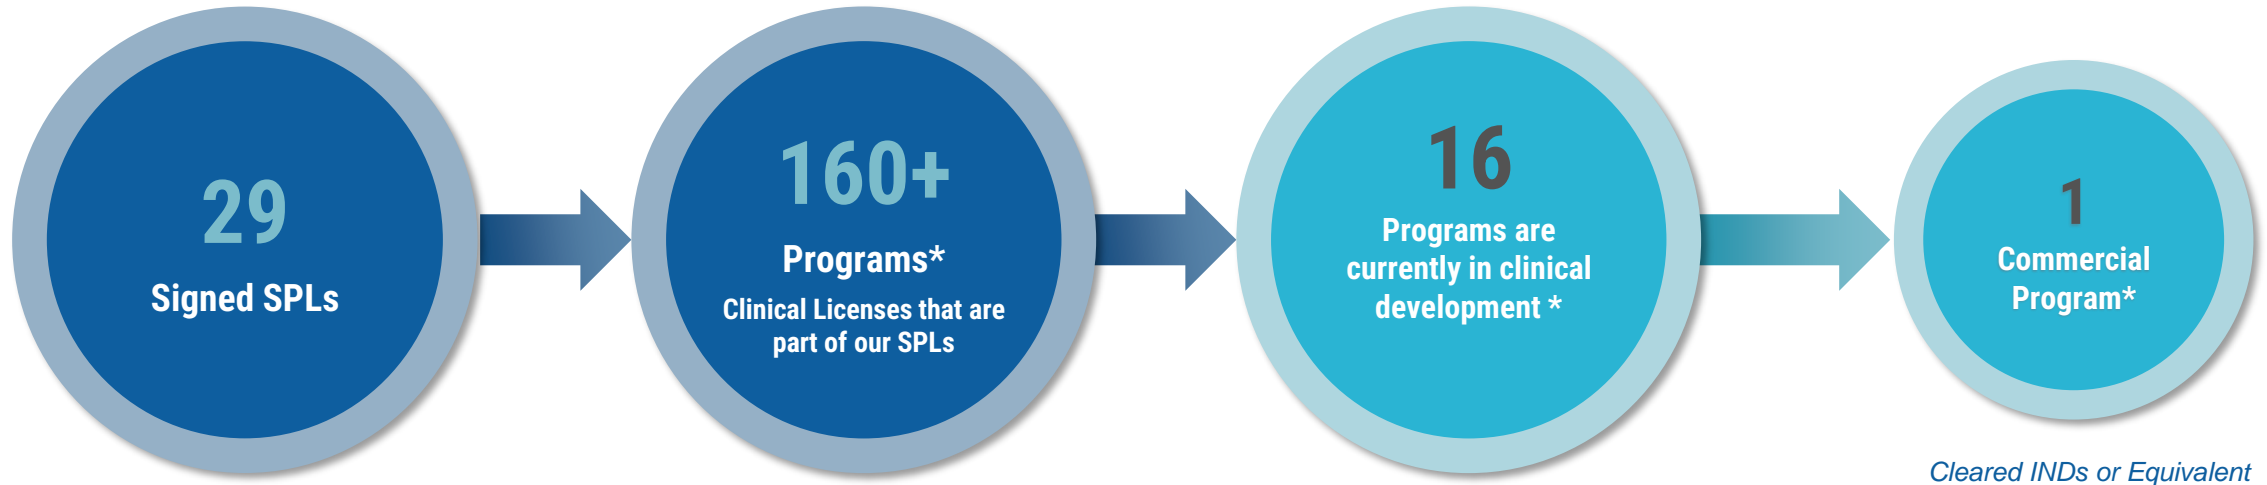 29
Signed SPLs
160+
Programs*
Clinical Licenses that are
part of our SPLs
16
Programs are
currently in clinical
development *
1
Commercial
Program*
Cleared INDs or Equivalent